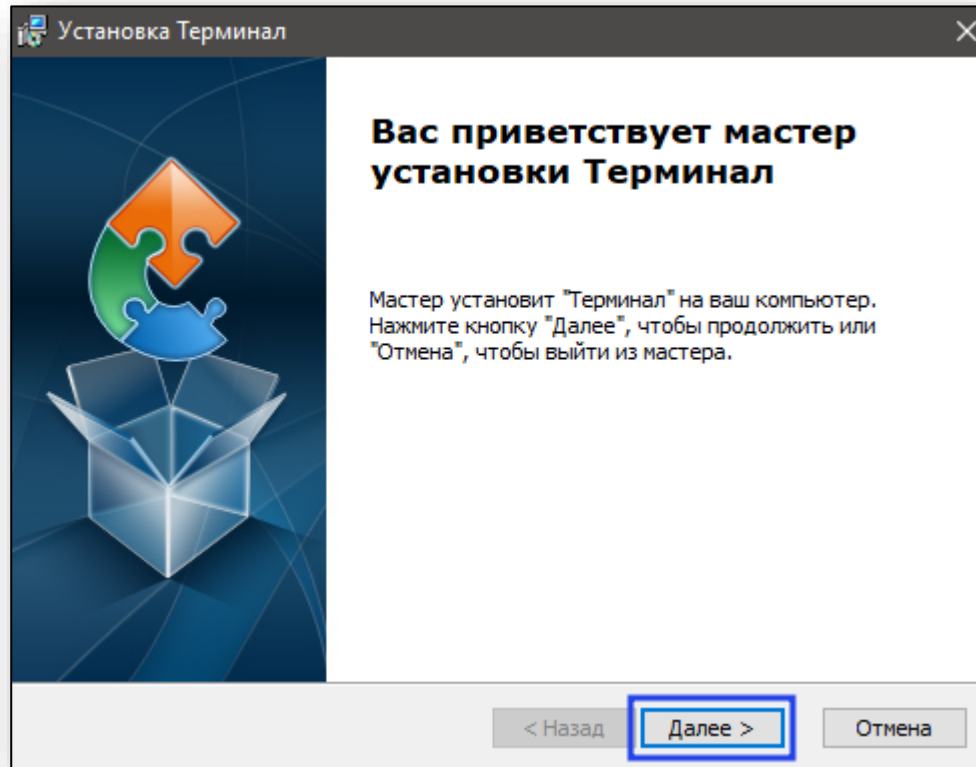 Установка Терминал
Вас приветствует мастер
установки Терминал
Мастер установит "Терминал" на ваш компьютер.
Нажмите кнопку "Далее", чтобы продолжить или
"Отмена", чтобы выйти из мастера.
< Назад Далее > Отмена